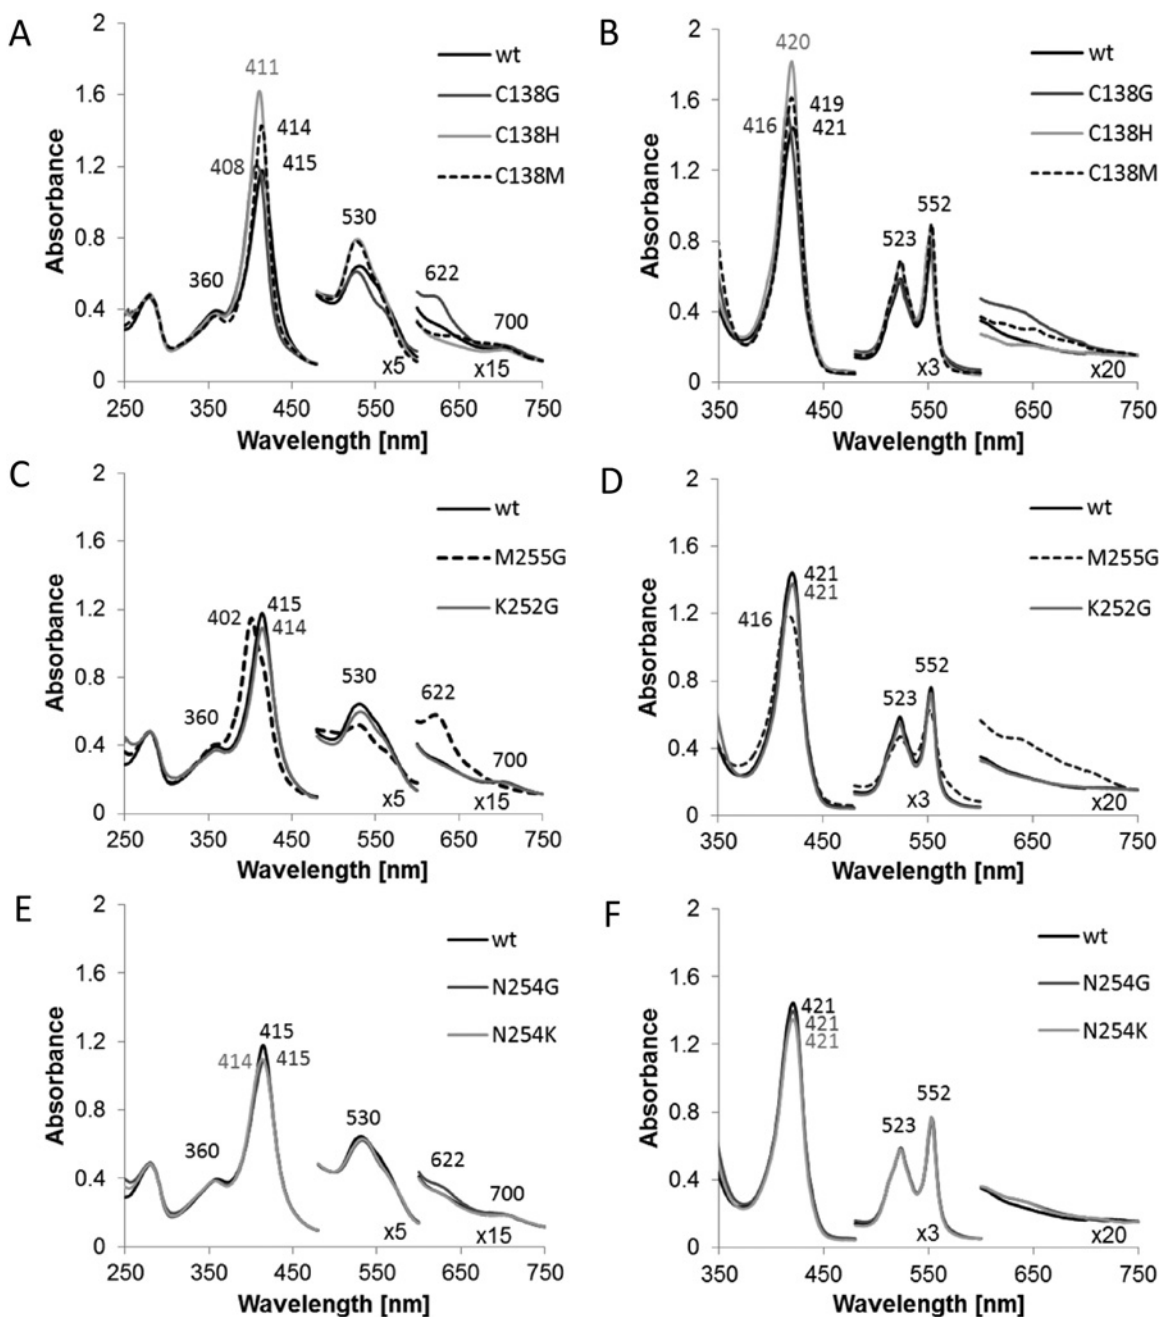 A
Absorbance
2
1.6
1.2
0.8
0.4
0
250 350 450 550 650 750
Wavelength [nm]
wt
C138G
C138H
C138M
411
414
408 415
360
530
622
700
x5
x15
B
Absorbance
2
1.6
1.2
0.8
0.4
0
350 450 550 650 750
Wavelength [nm]
wt
C138G
C138H
C138M
420
419
416 421
523
552
x3
x20
C
Absorbance
2
1.6
1.2
0.8
0.4
0
250 350 450 550 650 750
Wavelength [nm]
wt
M255G
K252G
402 415
414
360
530
622
700
x5
x15
D
Absorbance
2
1.6
1.2
0.8
0.4
0
350 450 550 650 750
Wavelength [nm]
wt
M255G
K252G
421
421
416
523
552
x3
x20
E
Absorbance
2
1.6
1.2
0.8
0.4
0
250 350 450 550 650 750
Wavelength [nm]
wt
N254G
N254K
415
414 415
360
530
622
700
x5
x15
F
Absorbance
2
1.6
1.2
0.8
0.4
0
350 450 550 650 750
Wavelength [nm]
wt
N254G
N254K
421
421
421
523
552
x3
x20